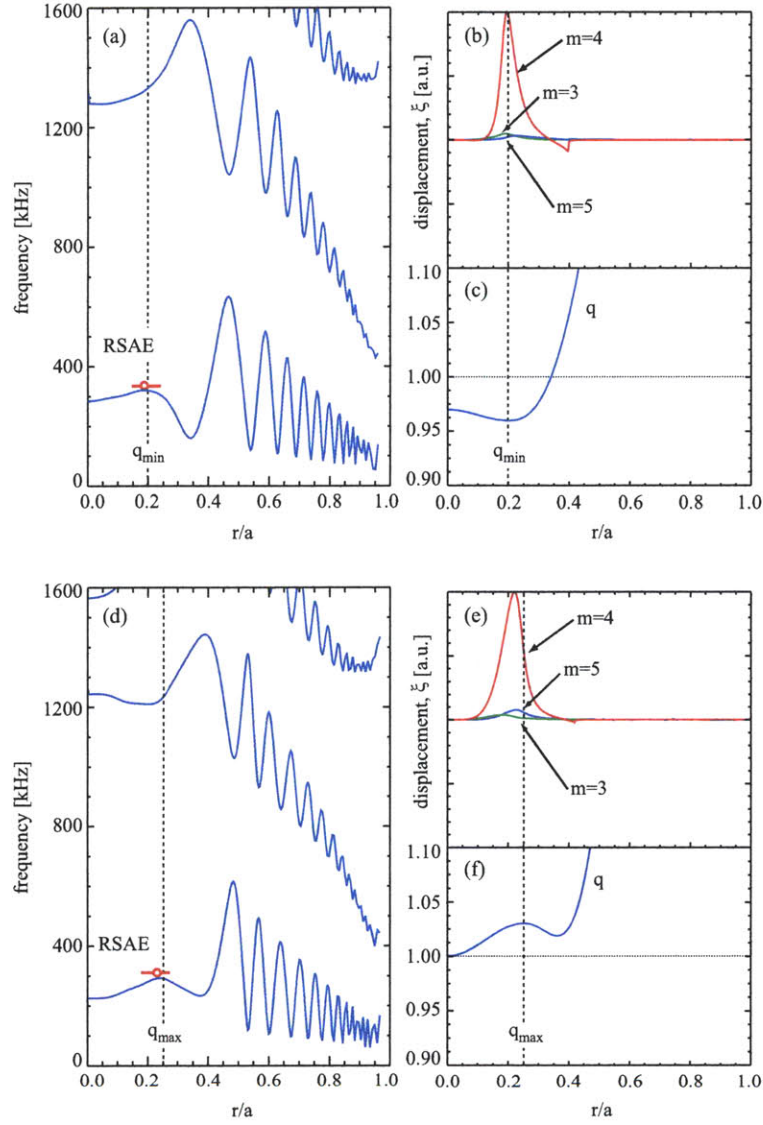 1600
(a)
1200
frequency [kHz]
800
RSAE
400
q_min
0
0.0 0.2 0.4 0.6 0.8 1.0
r/a
(b)
m=4
m=3
m=5
displacement, ξ [a.u.]
1.10
(c)
1.05
q
1.00
0.95
q_min
0.90
0.0 0.2 0.4 0.6 0.8 1.0
r/a
1600
(d)
1200
frequency [kHz]
800
RSAE
400
q_max
0
0.0 0.2 0.4 0.6 0.8 1.0
r/a
(e)
m=4
m=5
m=3
displacement, ξ [a.u.]
1.10
(f)
1.05
q
1.00
0.95
q_max
0.90
0.0 0.2 0.4 0.6 0.8 1.0
r/a